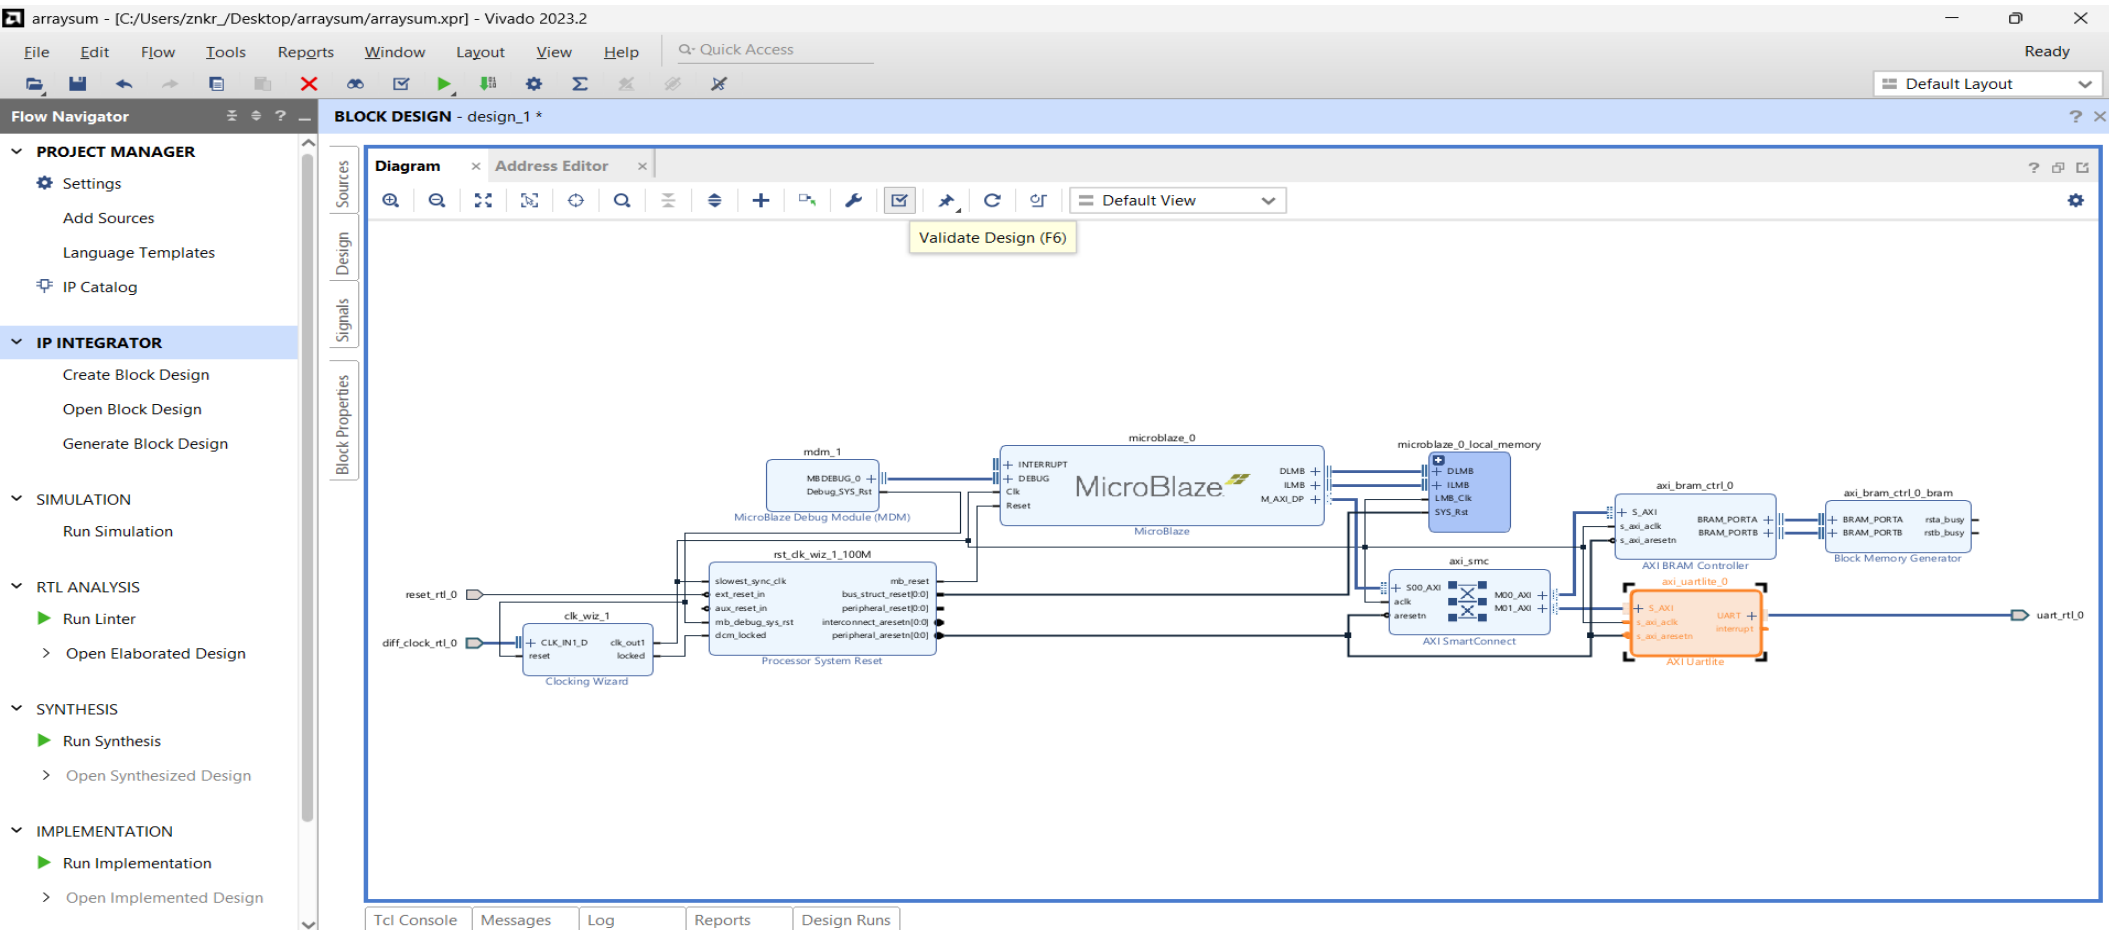 arraysum - [C:/Users/znkr_/Desktop/arraysum/arraysum.xpr] - Vivado 2023.2
File Edit Flow Tools Reports Window Layout View Help Quick Access
Ready
Default Layout
Flow Navigator
BLOCK DESIGN - design_1 *
PROJECT MANAGER
Settings
Add Sources
Language Templates
IP Catalog
IP INTEGRATOR
Create Block Design
Open Block Design
Generate Block Design
SIMULATION
Run Simulation
RTL ANALYSIS
Run Linter
Open Elaborated Design
SYNTHESIS
Run Synthesis
Open Synthesized Design
IMPLEMENTATION
Run Implementation
Open Implemented Design
Sources
Design
Signals
Block Properties
Diagram
Address Editor
Default View
Validate Design (F6)
reset_rtl_0
diff_clock_rtl_0
clk_wiz_1
CLK_IN1_D
reset
clk_out1
locked
Clocking Wizard
rst_clk_wiz_1_100M
slowest_sync_clk
ext_reset_in
aux_reset_in
mb_debug_sys_rst
dcm_locked
mb_reset
bus_struct_reset[0:0]
peripheral_reset[0:0]
interconnect_aresetn[0:0]
peripheral_aresetn[0:0]
Processor System Reset
mdm_1
MBDEBUG_0
Debug_SYS_Rst
MicroBlaze Debug Module (MDM)
microblaze_0
INTERRUPT
DEBUG
Clk
Reset
MicroBlaze
DLMB
ILMB
M_AXI_DP
MicroBlaze
microblaze_0_local_memory
DLMB
ILMB
LMB_Clk
SYS_Rst
axi_smc
S00_AXI
aclk
aresetn
M00_AXI
M01_AXI
AXI SmartConnect
axi_bram_ctrl_0
S_AXI
s_axi_aclk
s_axi_aresetn
BRAM_PORTA
BRAM_PORTB
AXI BRAM Controller
axi_bram_ctrl_0_bram
BRAM_PORTA
BRAM_PORTB
rsta_busy
rstb_busy
Block Memory Generator
axi_uartlite_0
S_AXI
s_axi_aclk
s_axi_aresetn
UART
interrupt
AXI Uartlite
uart_rtl_0
Tcl Console
Messages
Log
Reports
Design Runs